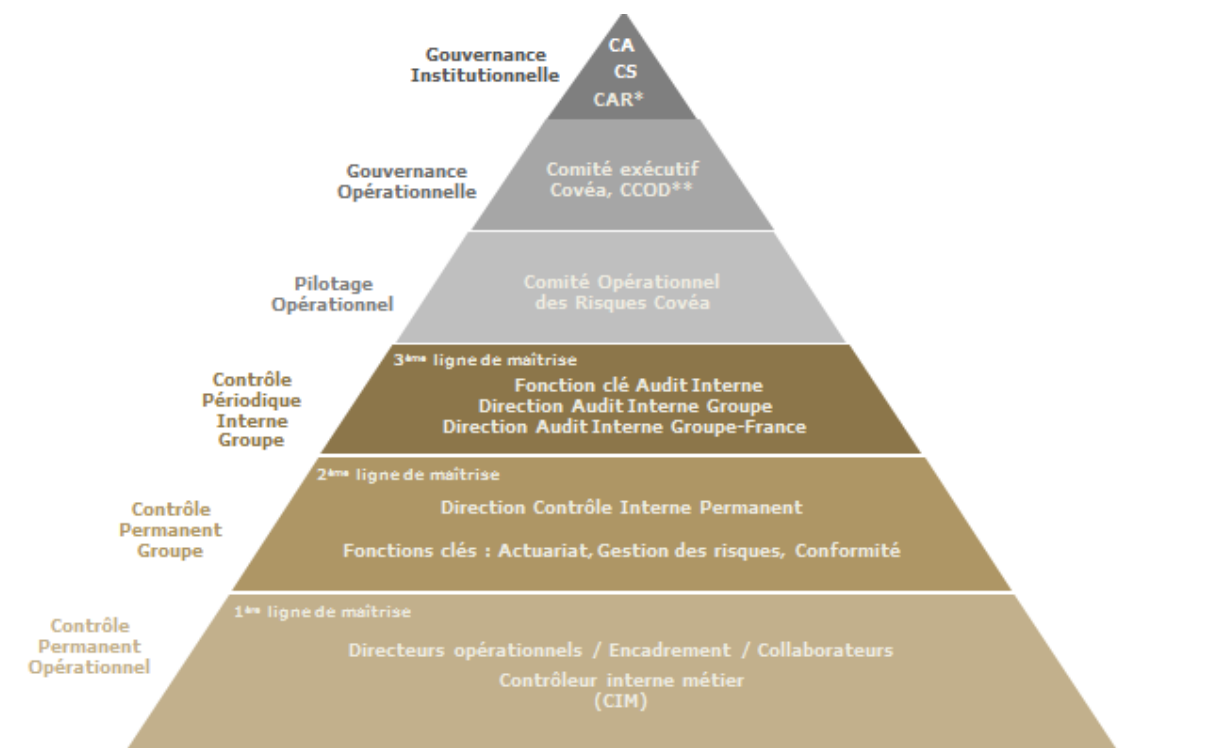 Gouvernance
Institutionnelle
CA
CS
CAR*
Gouvernance
Opérationnelle
Comité exécutif
Covéa, CCOD**
Pilotage
Opérationnel
Comité Opérationnel
des Risques Covéa
Contrôle
Périodique
Interne
Groupe
3ème ligne de maîtrise
Fonction clé Audit Interne
Direction Audit Interne Groupe
Direction Audit Interne Groupe-France
Contrôle
Permanent
Groupe
2ème ligne de maîtrise
Direction Contrôle Interne Permanent
Fonctions clés : Actuariat, Gestion des risques, Conformité
Contrôle
Permanent
Opérationnel
1ère ligne de maîtrise
Directeurs opérationnels / Encadrement / Collaborateurs
Contrôleur interne métier
(CIM)